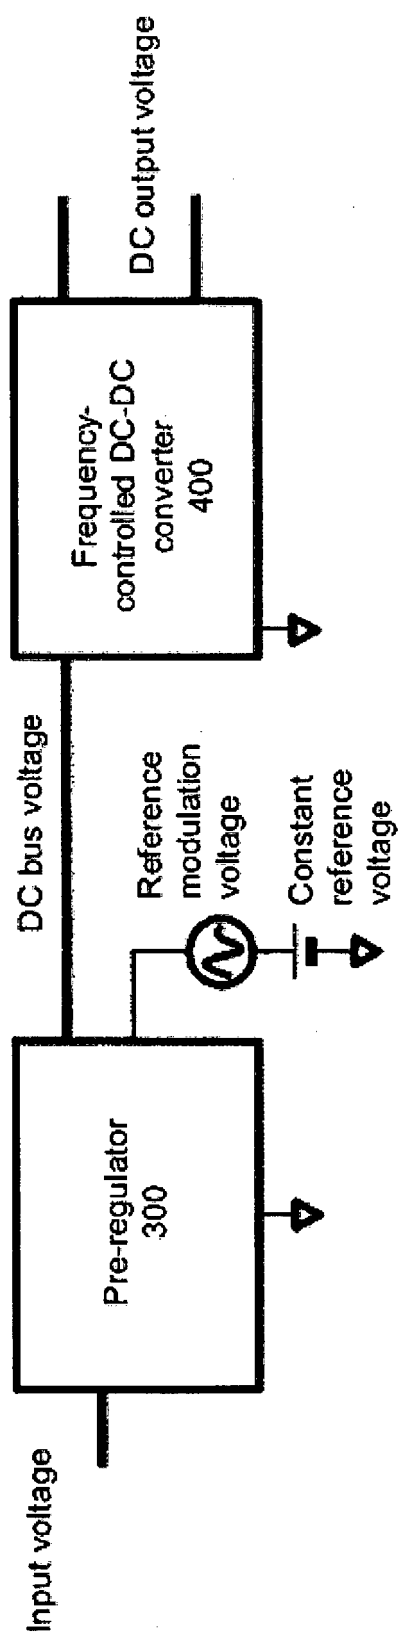 Input voltage
Pre-regulator
300
DC bus voltage
Reference
modulation
voltage
Constant
reference
voltage
Frequency-
controlled DC-DC
converter
400
DC output voltage